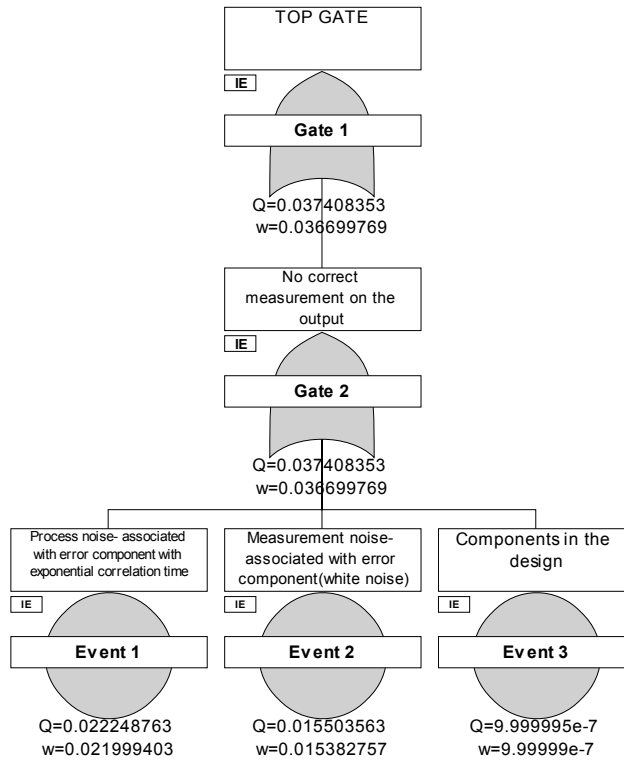 TOP GATE
IE
Gate 1
Q=0.037408353
w=0.036699769
No correct
measurement on the
output
IE
Gate 2
Q=0.037408353
w=0.036699769
Process noise- associated
with error component with
exponential correlation time
IE
Event 1
Q=0.022248763
w=0.021999403
Measurement noise-
associated with error
component(white noise)
IE
Event 2
Q=0.015503563
w=0.015382757
Components in the
design
IE
Event 3
Q=9.999995e-7
w=9.99999e-7